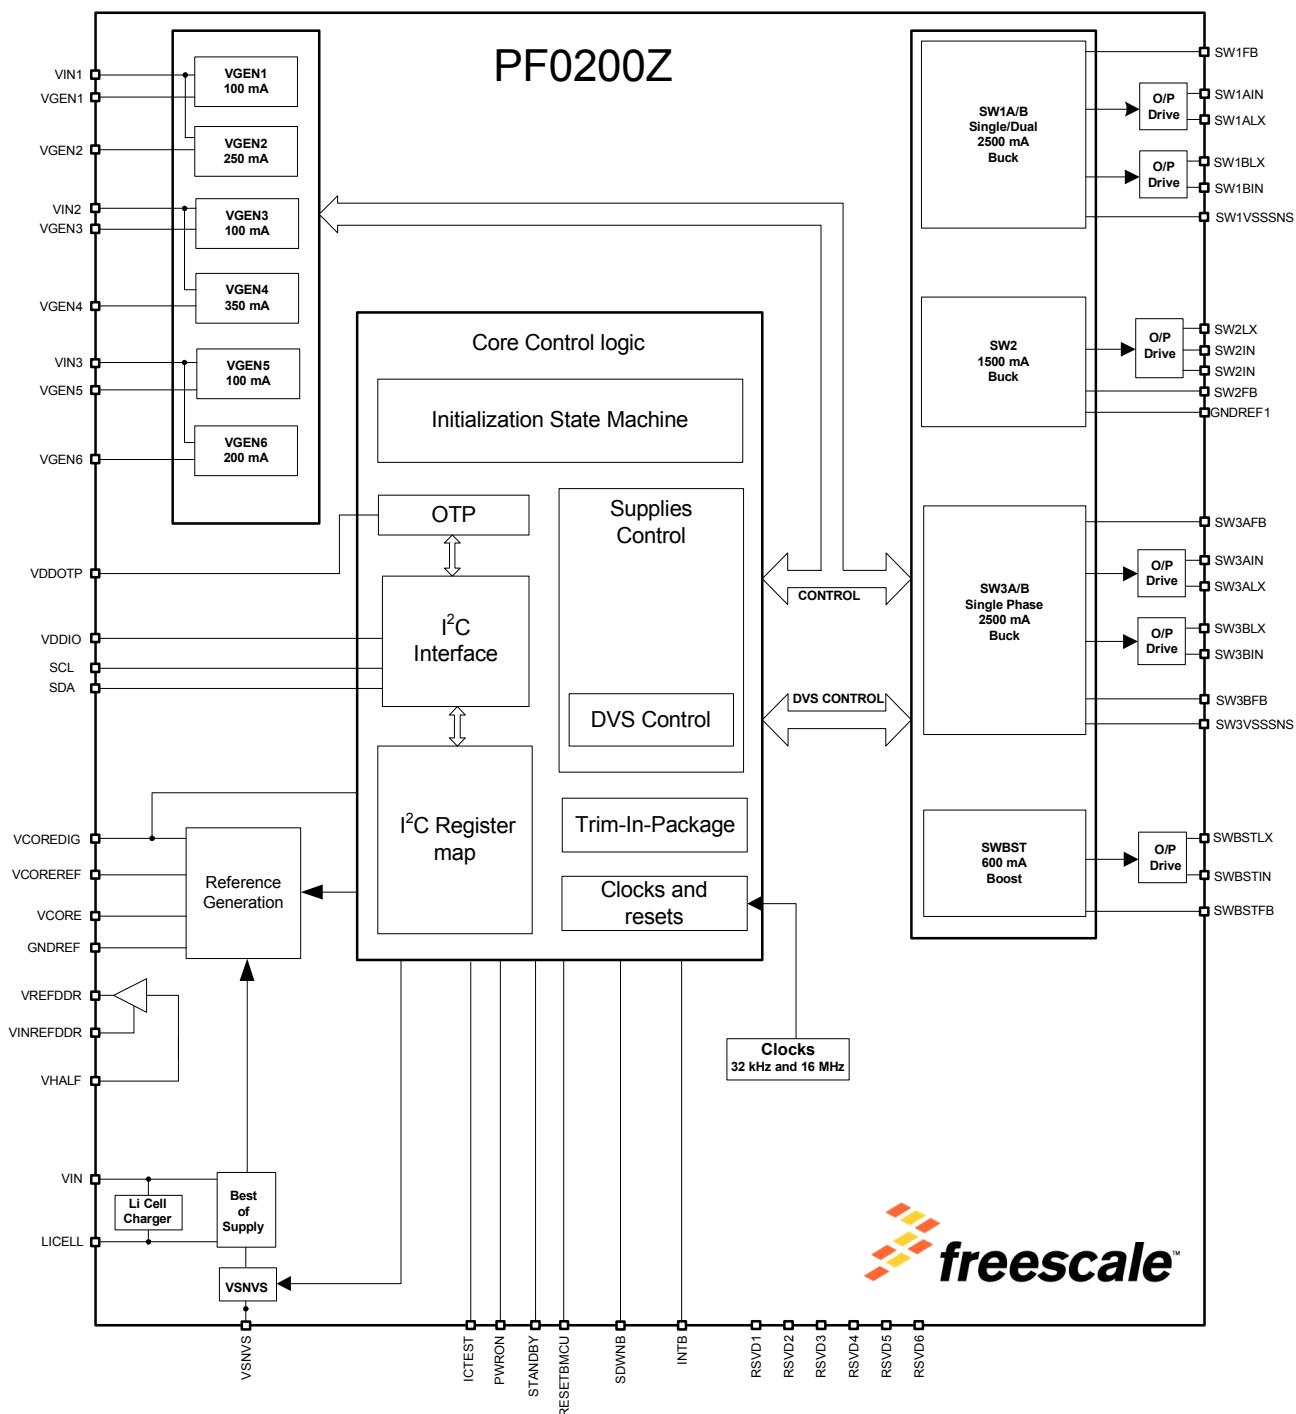 PF0200Z
VIN1
VGEN1
VGEN2
VIN2
VGEN3
VGEN4
VIN3
VGEN5
VGEN6
VDDOTP
VDDIO
SCL
SDA
VCOREDIG
VCOREREF
VCORE
GNDREF
VREFDDR
VINREFDDR
VHALF
VIN
LICELL
VGEN1
100 mA
VGEN2
250 mA
VGEN3
100 mA
VGEN4
350 mA
VGEN5
100 mA
VGEN6
200 mA
Core Control logic
Initialization State Machine
OTP
Supplies
Control
I2C
Interface
DVS Control
I2C Register
map
Trim-In-Package
Clocks and
resets
Reference
Generation
Clocks
32 kHz and 16 MHz
Li Cell
Charger
Best
of
Supply
VSNVS
CONTROL
DVS CONTROL
SW1A/B
Single/Dual
2500 mA
Buck
O/P
Drive
O/P
Drive
SW2
1500 mA
Buck
O/P
Drive
SW3A/B
Single Phase
2500 mA
Buck
O/P
Drive
O/P
Drive
SWBST
600 mA
Boost
O/P
Drive
SW1FB
SW1AIN
SW1ALX
SW1BLX
SW1BIN
SW1VSSSNS
SW2LX
SW2IN
SW2IN
SW2FB
GNDREF1
SW3AFB
SW3AIN
SW3ALX
SW3BLX
SW3BIN
SW3BFB
SW3VSSSNS
SWBSTLX
SWBSTIN
SWBSTFB
freescale™
VSNVS
ICTEST
PWRON
STANDBY
RESETBMCU
SDWNB
INTB
RSVD1
RSVD2
RSVD3
RSVD4
RSVD5
RSVD6